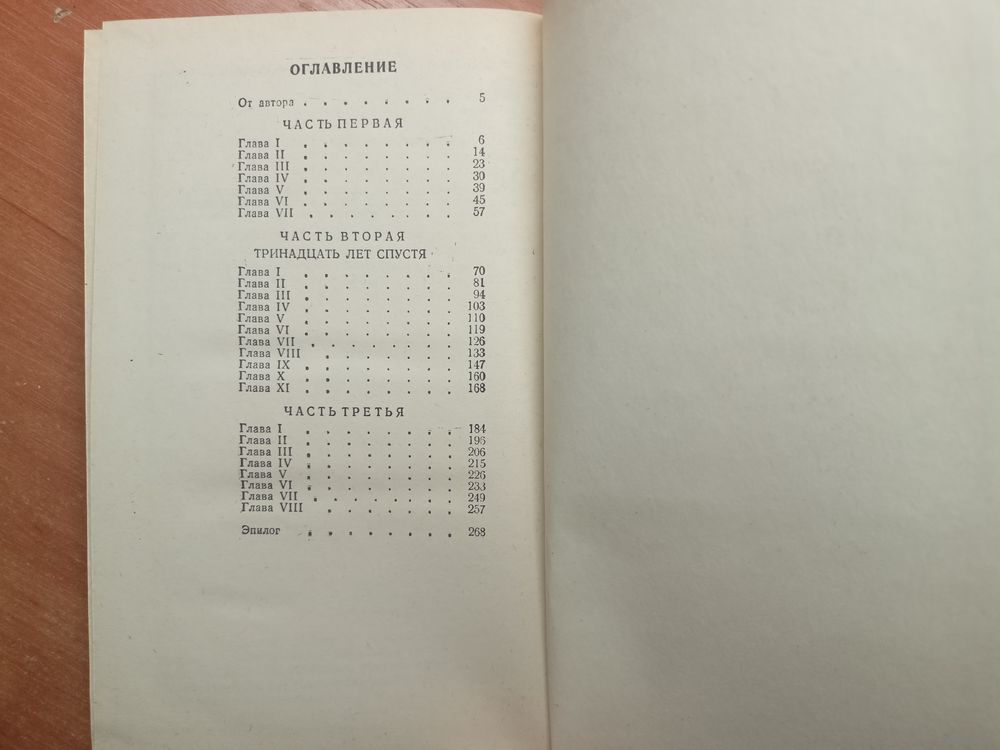 ОГЛАВЛЕНИЕ
От автора . . . . . . . . 5
ЧАСТЬ ПЕРВАЯ
Глава I . . . . . . . . 6
Глава II . . . . . . . . 14
Глава III . . . . . . . . 23
Глава IV . . . . . . . . 30
Глава V . . . . . . . . 39
Глава VI . . . . . . . . 45
Глава VII . . . . . . . . 57
ЧАСТЬ ВТОРАЯ
ТРИНАДЦАТЬ ЛЕТ СПУСТЯ
Глава I . . . . . . . . 70
Глава II . . . . . . . . 81
Глава III . . . . . . . . 94
Глава IV . . . . . . . . 103
Глава V . . . . . . . . 110
Глава VI . . . . . . . . 119
Глава VII . . . . . . . . 126
Глава VIII . . . . . . . 133
Глава IX . . . . . . . . 147
Глава X . . . . . . . . 160
Глава XI . . . . . . . . 168
ЧАСТЬ ТРЕТЬЯ
Глава I . . . . . . . . 184
Глава II . . . . . . . . 196
Глава III . . . . . . . . 206
Глава IV . . . . . . . . 215
Глава V . . . . . . . . 226
Глава VI . . . . . . . . 233
Глава VII . . . . . . . . 249
Глава VIII . . . . . . . 257
Эпилог . . . . . . . . 268